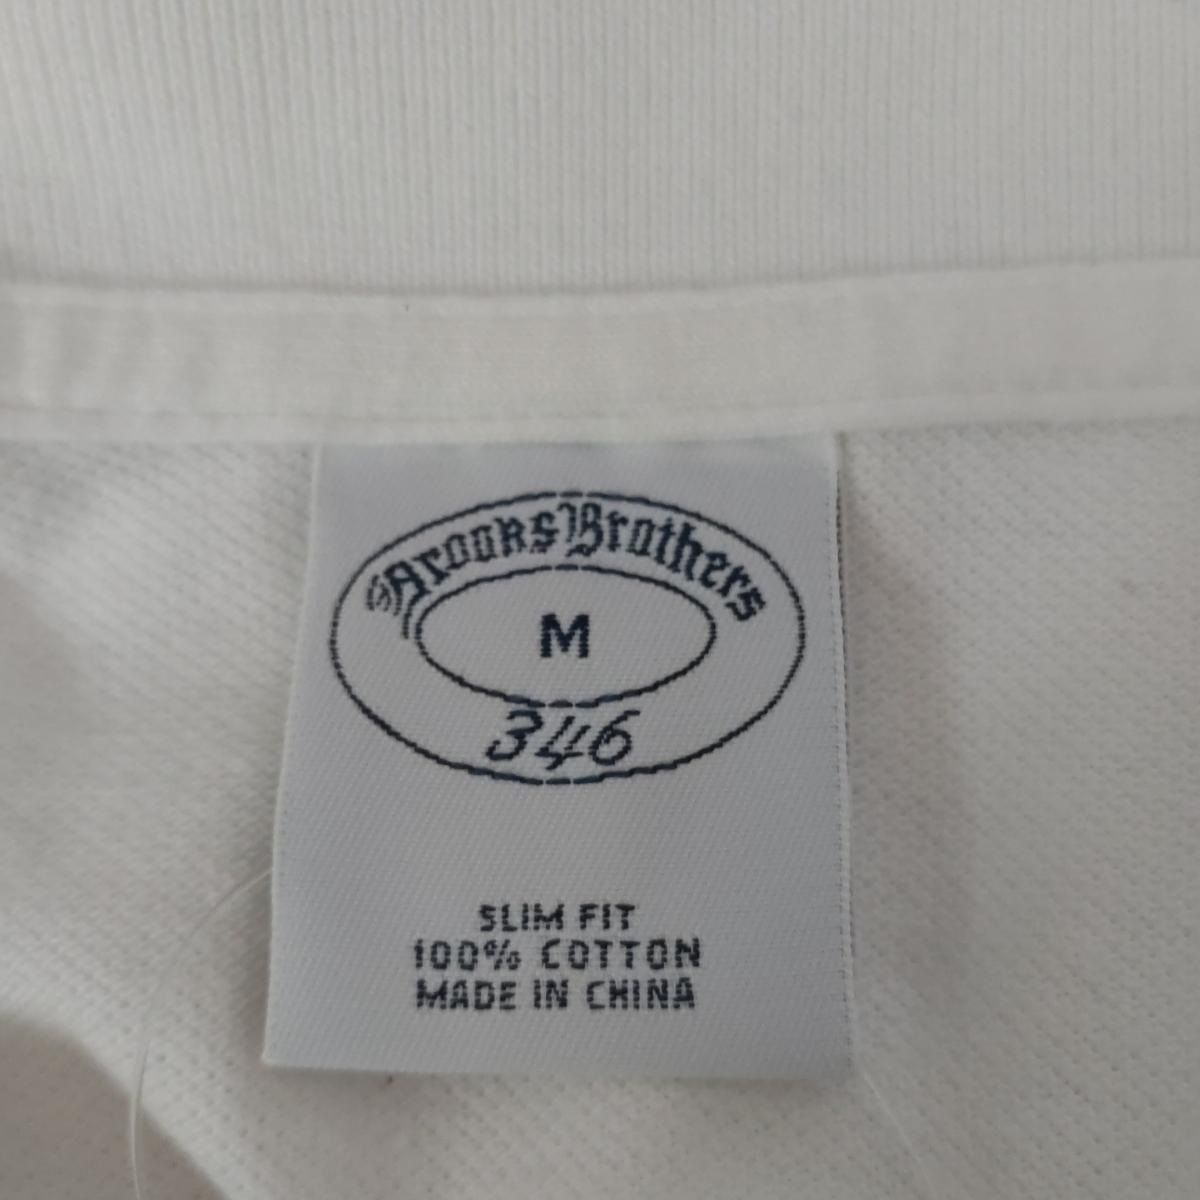 Brooks Brothers
M
346
SLIM FIT
100% COTTON
MADE IN CHINA